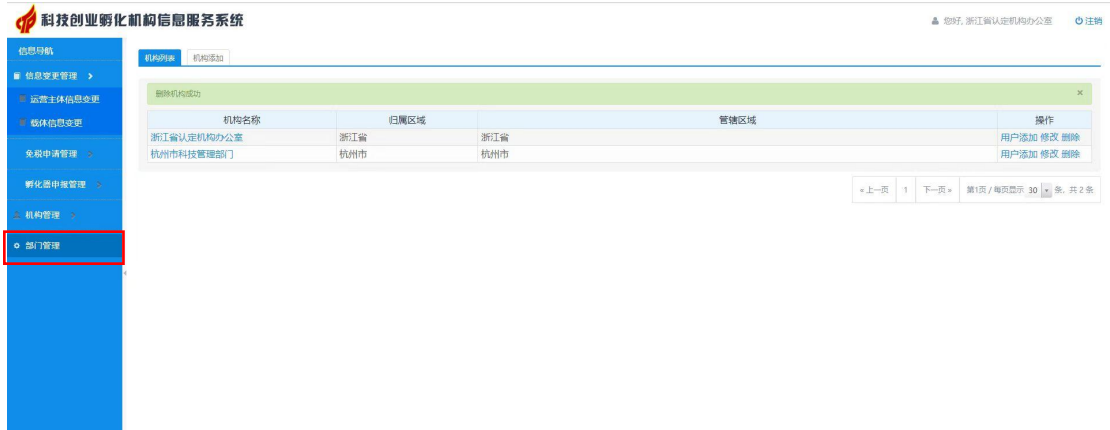 科技创业孵化机构信息服务系统
您好, 浙江省认定机构办公室 注销
信息导航
信息变更管理
运营主体信息变更
载体信息变更
免税申请管理
孵化器申报管理
机构管理
部门管理
机构列表 机构添加
删除机构成功 ×
机构名称 归属区域 管辖区域 操作
浙江省认定机构办公室 浙江省 浙江省 用户添加 修改 删除
杭州市科技管理部门 杭州市 杭州市 用户添加 修改 删除
« 上一页 1 下一页 » 第1页 / 每页显示 30 条, 共 2 条